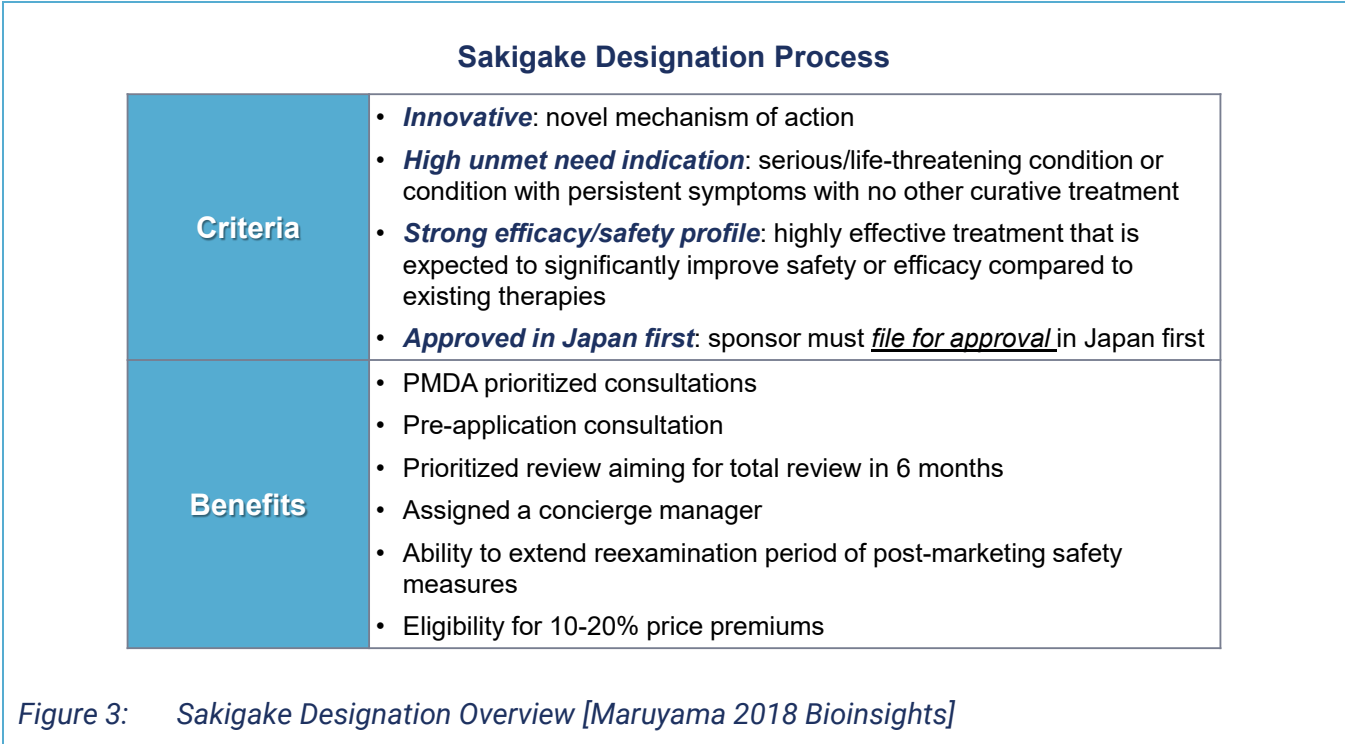 Sakigake Designation Process
Criteria
• Innovative: novel mechanism of action
• High unmet need indication: serious/life-threatening condition or
condition with persistent symptoms with no other curative treatment
• Strong efficacy/safety profile: highly effective treatment that is
expected to significantly improve safety or efficacy compared to
existing therapies
• Approved in Japan first: sponsor must file for approval in Japan first
Benefits
• PMDA prioritized consultations
• Pre-application consultation
• Prioritized review aiming for total review in 6 months
• Assigned a concierge manager
• Ability to extend reexamination period of post-marketing safety
measures
• Eligibility for 10-20% price premiums
Figure 3: Sakigake Designation Overview [Maruyama 2018 Bioinsights]